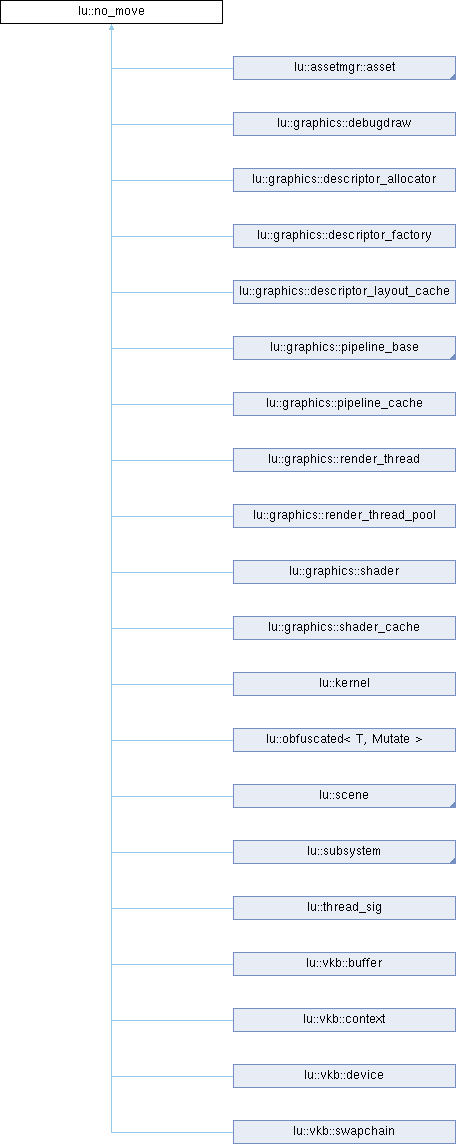 lu::no_move
lu::assetmgr::asset
lu::graphics::debugdraw
lu::graphics::descriptor_allocator
lu::graphics::descriptor_factory
lu::graphics::descriptor_layout_cache
lu::graphics::pipeline_base
lu::graphics::pipeline_cache
lu::graphics::render_thread
lu::graphics::render_thread_pool
lu::graphics::shader
lu::graphics::shader_cache
lu::kernel
lu::obfuscated< T, Mutate >
lu::scene
lu::subsystem
lu::thread_sig
lu::vkb::buffer
lu::vkb::context
lu::vkb::device
lu::vkb::swapchain